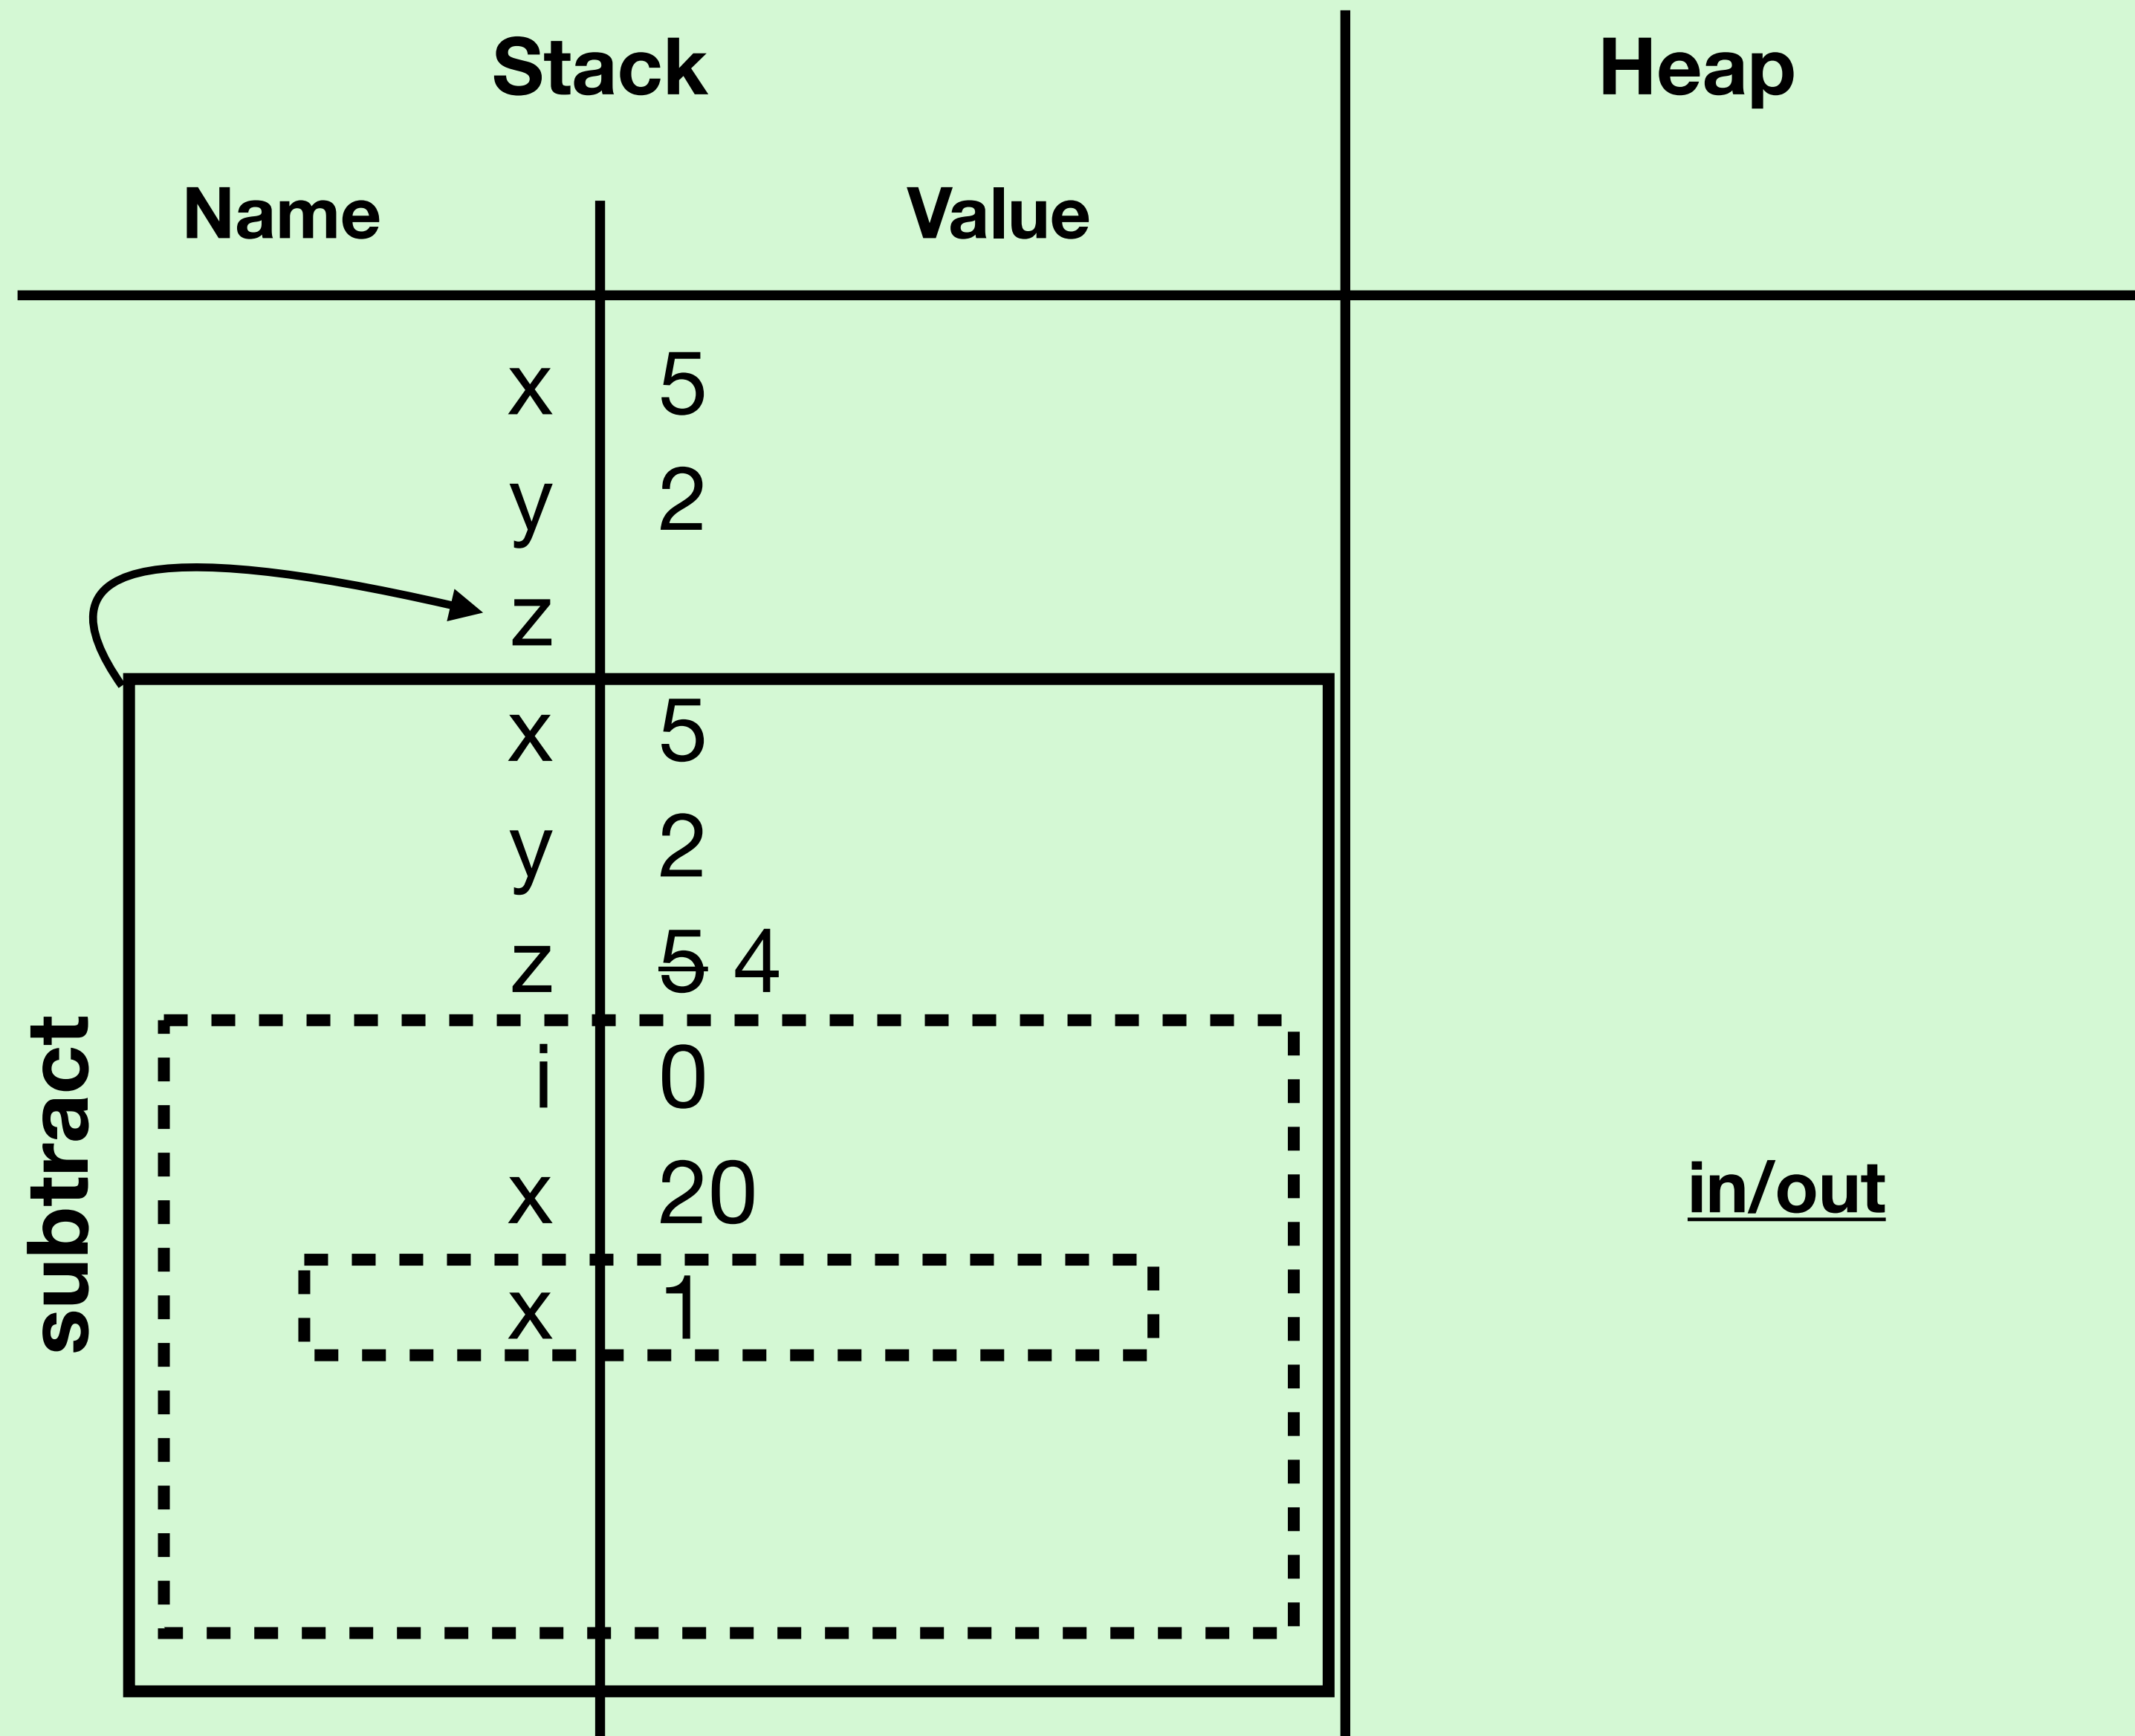 Stack Heap
Name Value
x 5
y 2
z
x 5
y 2
z 5 4
i 0
x 20
x 1
subtract
in/out